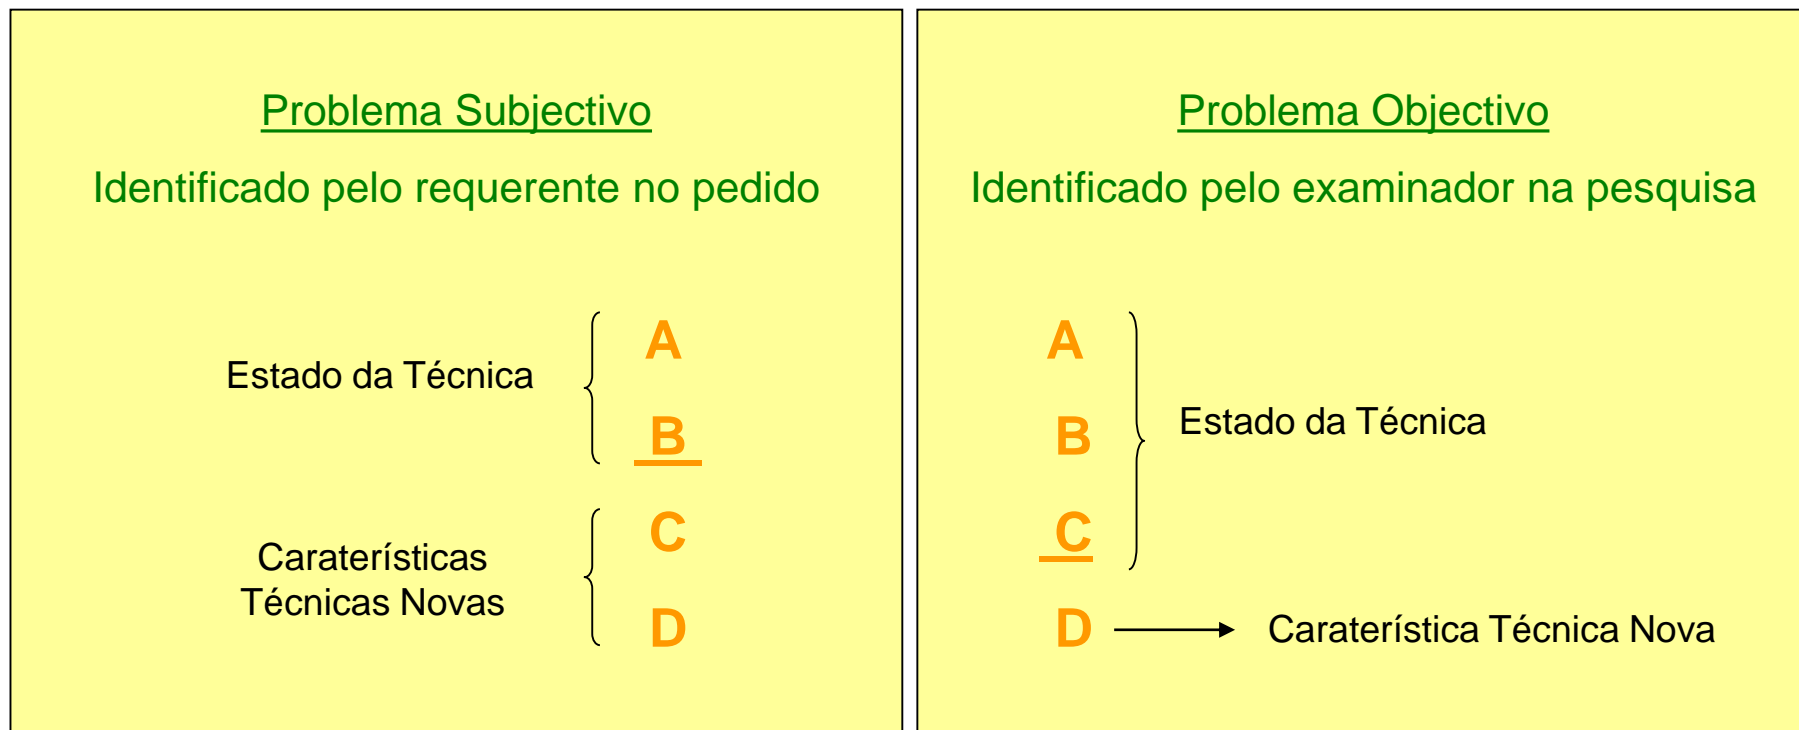 Problema Subjectivo
Identificado pelo requerente no pedido
Estado da Técnica
A
B
Caraterísticas
Técnicas Novas
C
D
Problema Objectivo
Identificado pelo examinador na pesquisa
A
B
C
Estado da Técnica
D
Caraterística Técnica Nova